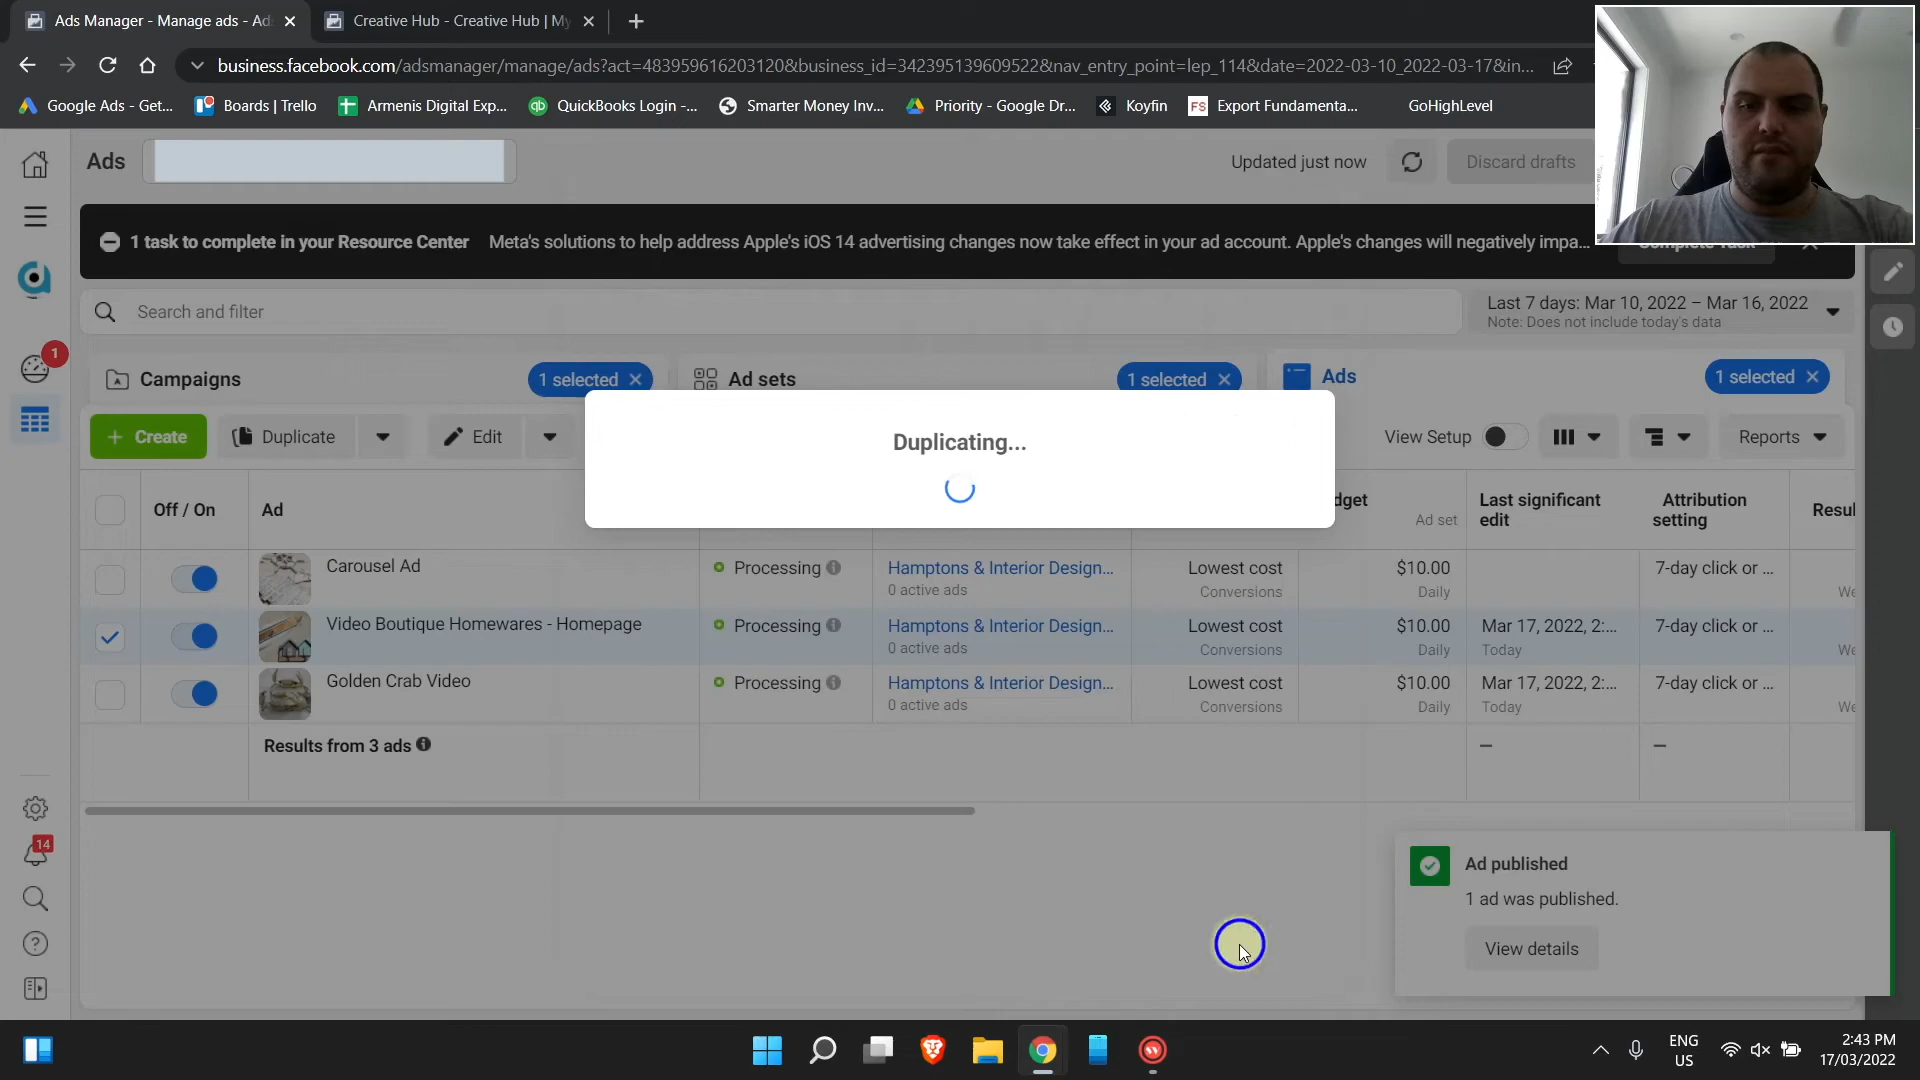 Ads Manager - Manage ads - Ad
Creative Hub - Creative Hub | My
business.facebook.com/adsmanager/manage/ads?act=483959616203120&business_id=342395139609522&nav_entry_point=lep_114&date=2022-03-10_2022-03-17&in...
Google Ads - Get...
Boards | Trello
Armenis Digital Exp...
QuickBooks Login -...
Smarter Money Inv...
Priority - Google Dr...
Koyfin
FS
Export Fundamenta...
GoHighLevel
Ads
Updated just now
Discard drafts
1 task to complete in your Resource Center
Meta's solutions to help address Apple's iOS 14 advertising changes now take effect in your ad account. Apple's changes will negatively impa...
Complete Task
Search and filter
Last 7 days: Mar 10, 2022 – Mar 16, 2022
Note: Does not include today's data
1
Campaigns
1 selected
Ad sets
1 selected
Ads
1 selected
Create
Duplicate
Edit
Duplicating...
View Setup
Reports
Off / On
Ad
dget
Ad set
Last significant
edit
Attribution
setting
Resul
Carousel Ad
Processing
Hamptons & Interior Design...
0 active ads
Lowest cost
Conversions
$10.00
Daily
7-day click or ...
We
Video Boutique Homewares - Homepage
Processing
Hamptons & Interior Design...
0 active ads
Lowest cost
Conversions
$10.00
Daily
Mar 17, 2022, 2:...
Today
7-day click or ...
We
Golden Crab Video
Processing
Hamptons & Interior Design...
0 active ads
Lowest cost
Conversions
$10.00
Daily
Mar 17, 2022, 2:...
Today
7-day click or ...
We
Results from 3 ads
—
—
14
Ad published
1 ad was published.
View details
ENG
US
2:43 PM
17/03/2022